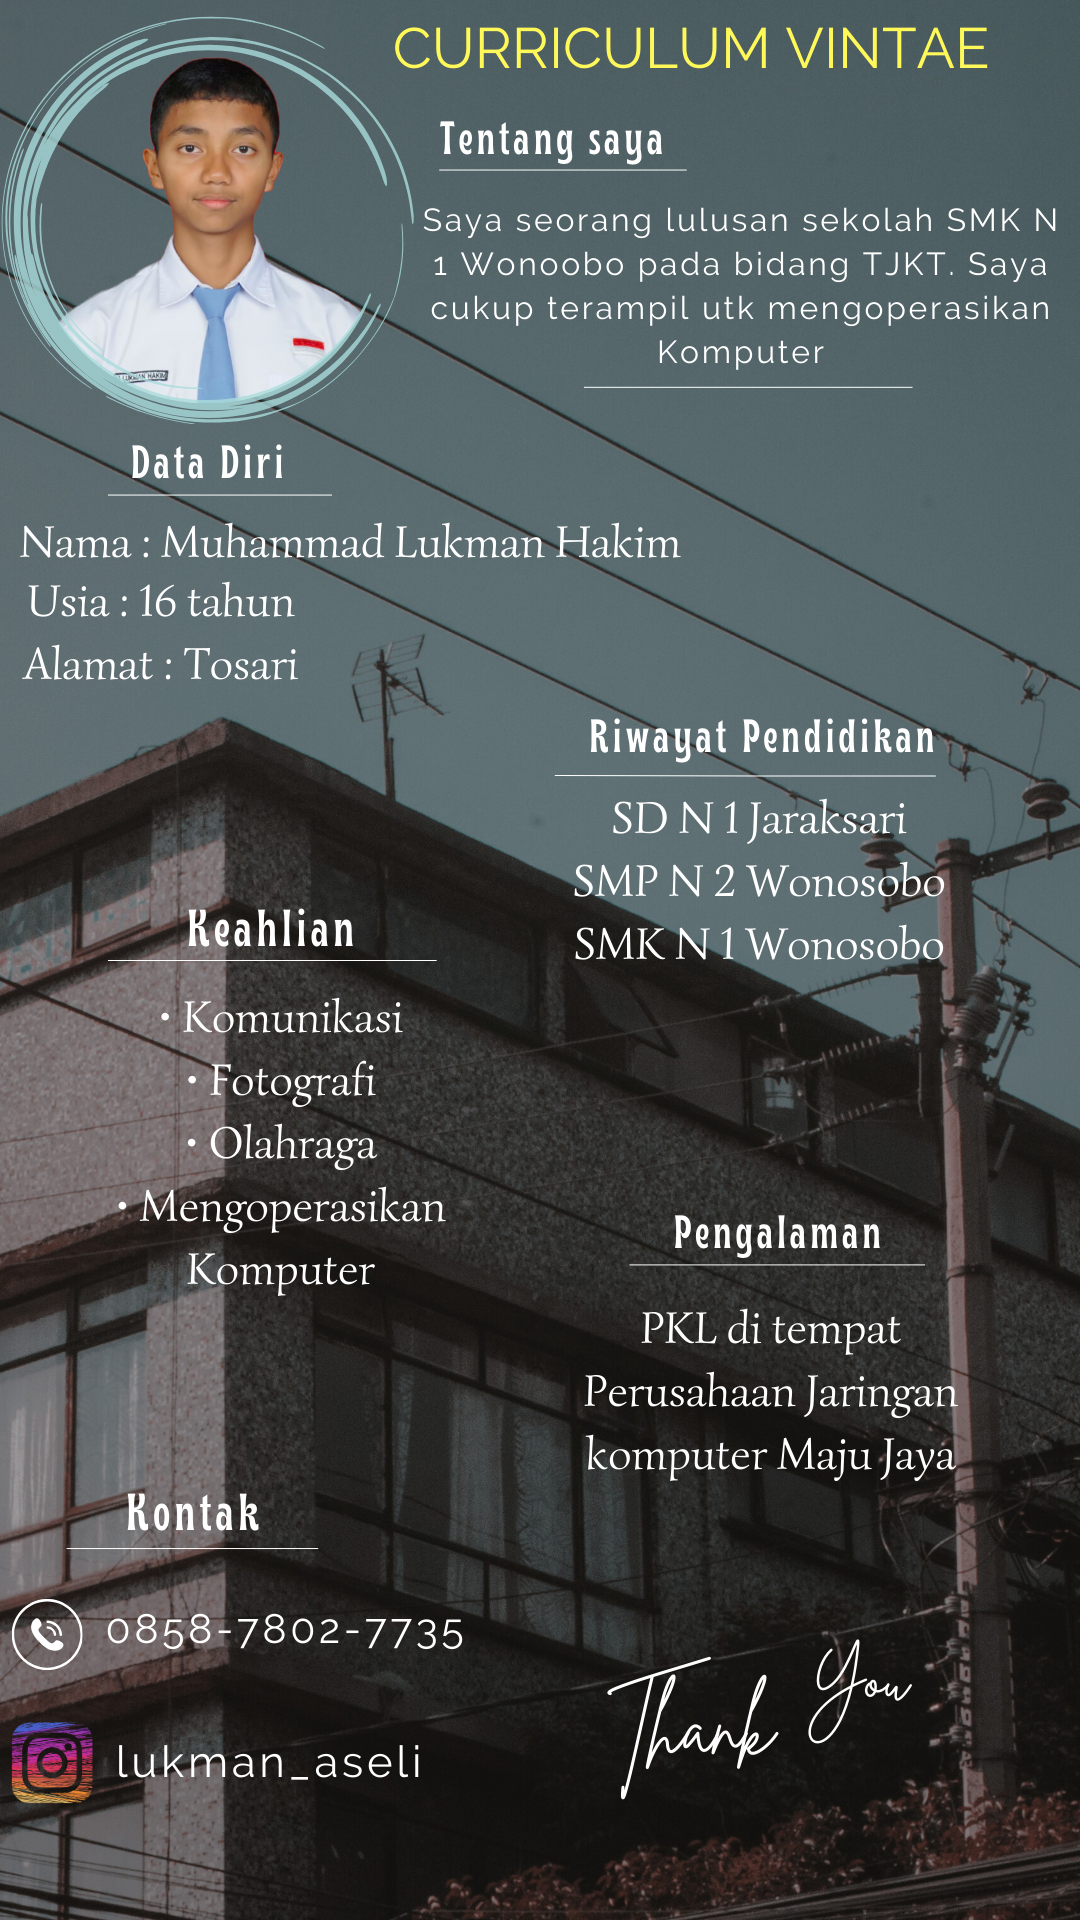 CURRICULUM VINTAE
Tentang saya
Saya seorang lulusan sekolah SMK N
1 Wonoobo pada bidang TJKT. Saya
cukup terampil utk mengoperasikan
Komputer
LUKMAN HAKIM
Data Diri
Nama : Muhammad Lukman Hakim
Usia : 16 tahun
Alamat : Tosari
Riwayat Pendidikan
SD N 1 Jaraksari
SMP N 2 Wonosobo
SMK N 1 Wonosobo
Keahlian
• Komunikasi
• Fotografi
• Olahraga
• Mengoperasikan
Komputer
Pengalaman
PKL di tempat
Perusahaan Jaringan
komputer Maju Jaya
Kontak
0858-7802-7735
lukman_aseli
Thank You